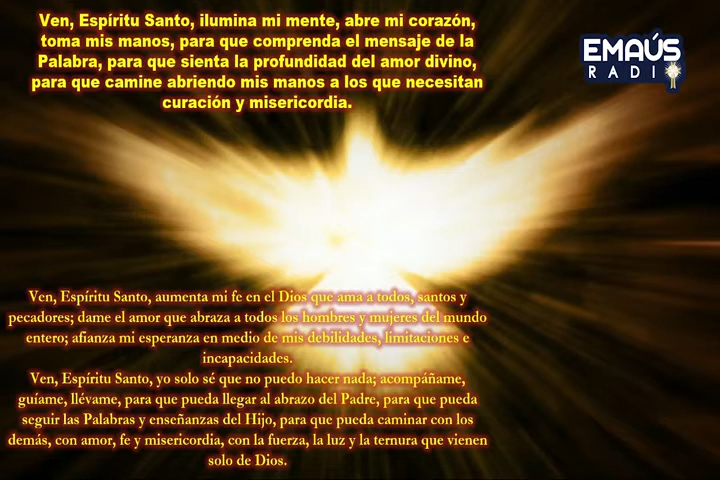 Ven, Espíritu Santo, ilumina mi mente, abre mi corazón,
toma mis manos, para que comprenda el mensaje de la
Palabra, para que sienta la profundidad del amor divino,
para que camine abriendo mis manos a los que necesitan
curación y misericordia.
EMAÚS
RADIO
Ven, Espíritu Santo, aumenta mi fe en el Dios que ama a todos, santos y
pecadores; dame el amor que abraza a todos los hombres y mujeres del mundo
entero; afianza mi esperanza en medio de mis debilidades, limitaciones e
incapacidades.
Ven, Espíritu Santo, yo solo sé que no puedo hacer nada; acompáñame,
guíame, llévame, para que pueda llegar al abrazo del Padre, para que pueda
seguir las Palabras y enseñanzas del Hijo, para que pueda caminar con los
demás, con amor, fe y misericordia, con la fuerza, la luz y la ternura que vienen
solo de Dios.